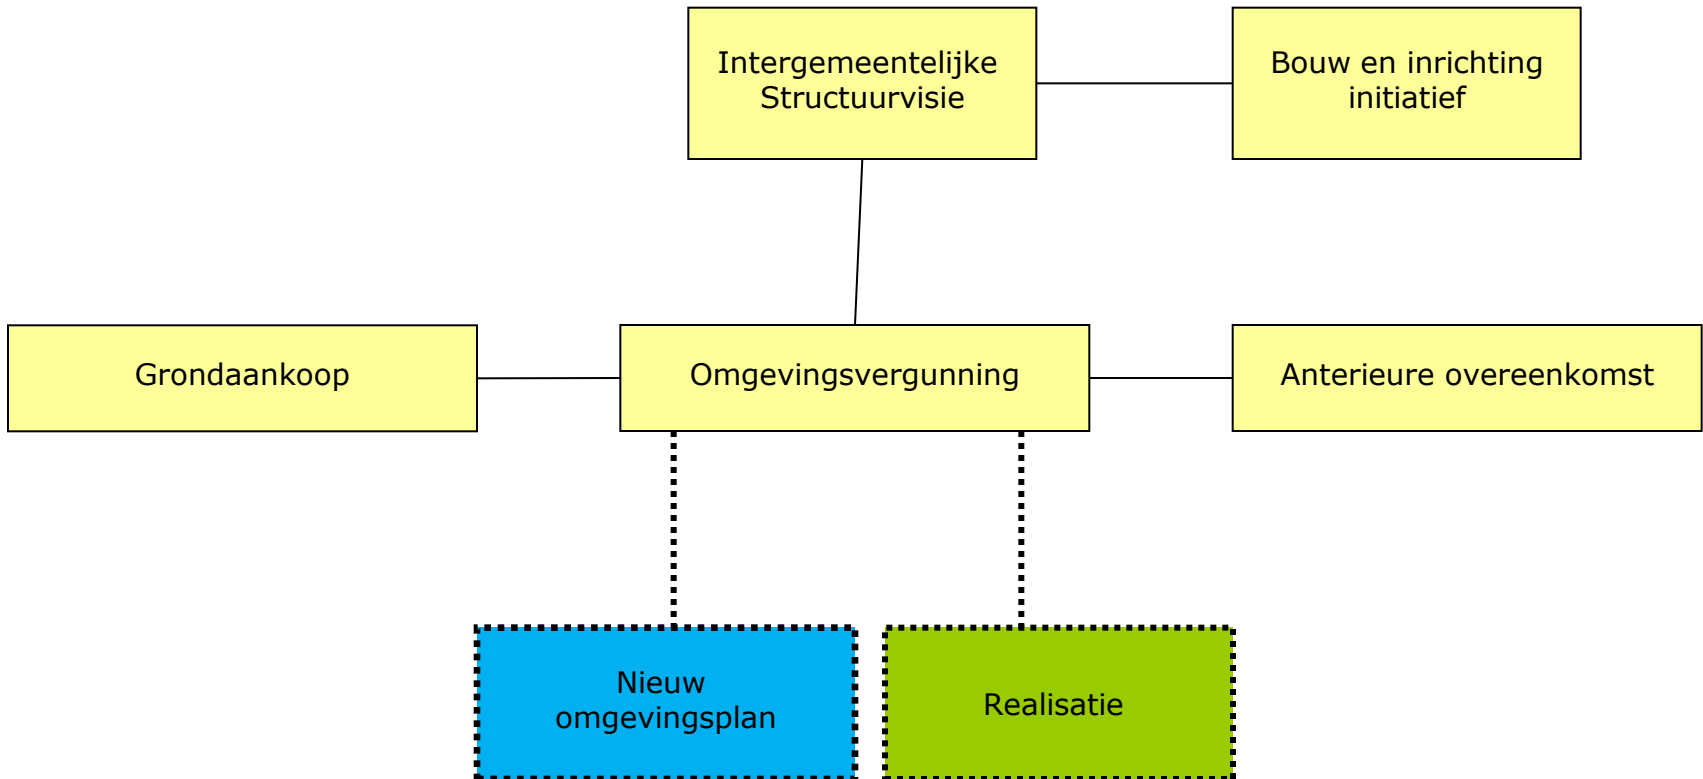 Intergemeentelijke
Structuurvisie
Bouw en inrichting
initiatief
Grondaankoop
Omgevingsvergunning
Anterieure overeenkomst
Nieuw
omgevingsplan
Realisatie